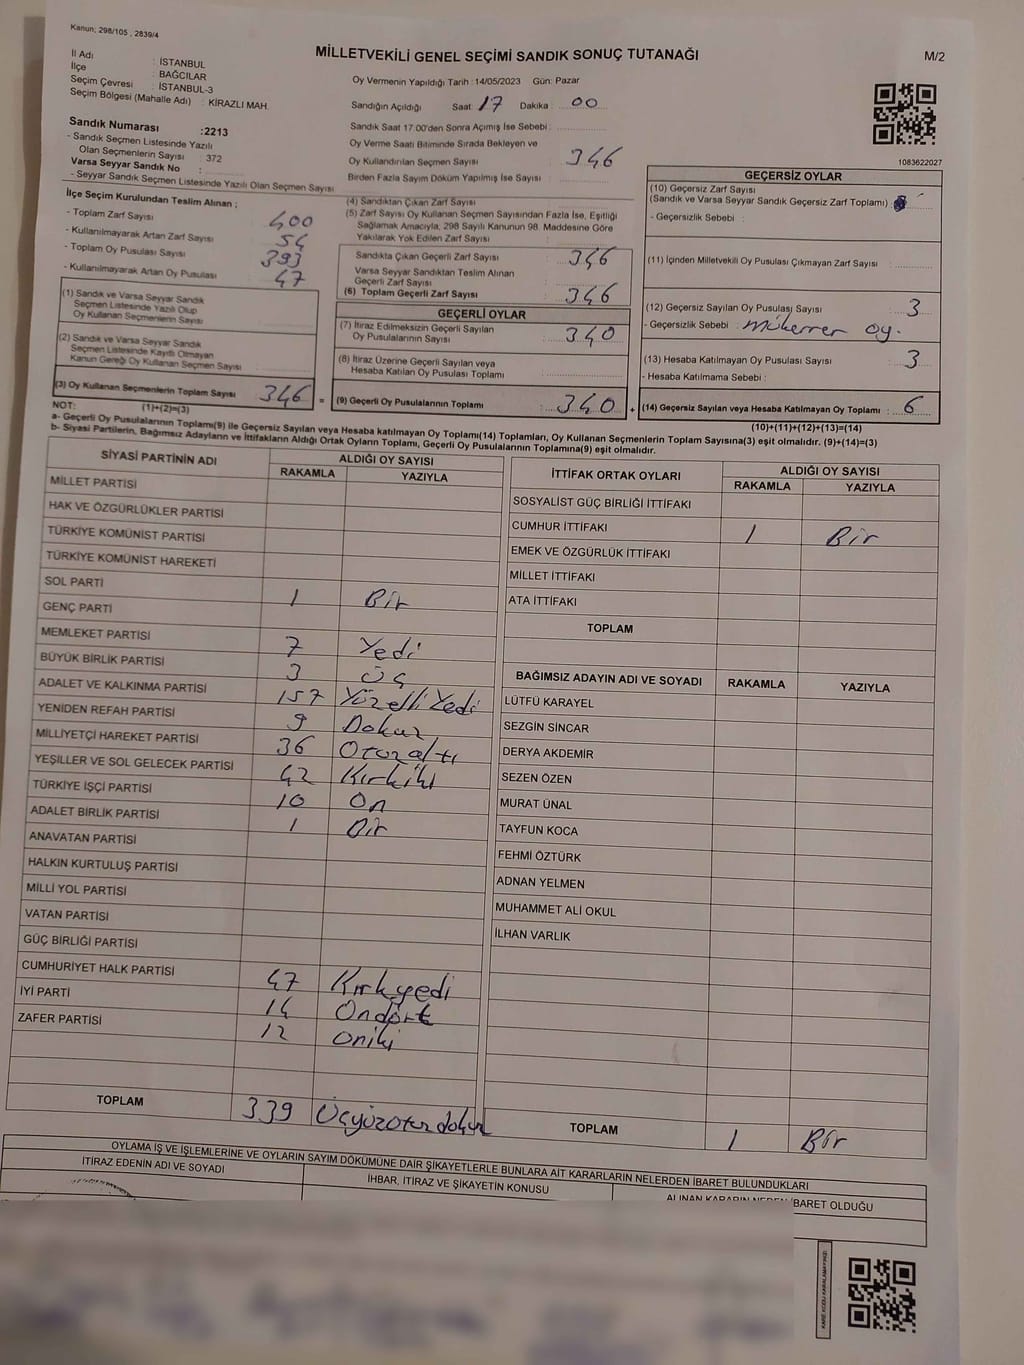 Kanun; 298/105 , 2839/4
MİLLETVEKİLİ GENEL SEÇİMİ SANDIK SONUÇ TUTANAĞI
M/2
İl Adı : İSTANBUL
İlçe : BAĞCILAR
Seçim Çevresi : İSTANBUL-3
Seçim Bölgesi (Mahalle Adı) : KİRAZLI MAH.
Sandık Numarası :2213
- Sandık Seçmen Listesinde Yazılı
Olan Seçmenlerin Sayısı : 372
Varsa Seyyar Sandık No :
- Seyyar Sandık Seçmen Listesinde Yazılı Olan Seçmen Sayısı
Oy Vermenin Yapıldığı Tarih : 14/05/2023 Gün: Pazar
Sandığın Açıldığı Saat: 17 Dakika : 00
Sandık Saat 17:00'den Sonra Açımış İse Sebebi :
Oy Verme Saati Bitiminde Sırada Bekleyen ve
Oy Kullandırılan Seçmen Sayısı 346
Birden Fazla Sayım Döküm Yapılmış İse Sayısı
1083622027
İlçe Seçim Kurulundan Teslim Alınan ;
- Toplam Zarf Sayısı 400
- Kullanılmayarak Artan Zarf Sayısı 54
- Toplam Oy Pusulası Sayısı 393
- Kullanılmayarak Artan Oy Pusulası 47
(1) Sandık ve Varsa Seyyar Sandık
Seçmen Listesinde Yazılı Olup
Oy Kullanan Seçmenlerin Sayısı
(2) Sandık ve Varsa Seyyar Sandık
Seçmen Listesinde Kayıtlı Olmayan
Kanun Gereği Oy Kullanan Seçmen Sayısı
(3) Oy Kullanan Seçmenlerin Toplam Sayısı 346 =
(4) Sandıktan Çıkan Zarf Sayısı
(5) Zarf Sayısı Oy Kullanan Seçmen Sayısından Fazla İse, Eşitliği
Sağlamak Amacıyla, 298 Sayılı Kanunun 98. Maddesine Göre
Yakılarak Yok Edilen Zarf Sayısı
Sandıkta Çıkan Geçerli Zarf Sayısı 346
Varsa Seyyar Sandıktan Teslim Alınan
Geçerli Zarf Sayısı
(6) Toplam Geçerli Zarf Sayısı 346
GEÇERLİ OYLAR
(7) İtiraz Edilmeksizin Geçerli Sayılan
Oy Pusulalarının Sayısı 340
(8) İtiraz Üzerine Geçerli Sayılan veya
Hesaba Katılan Oy Pusulası Toplamı
(9) Geçerli Oy Pusulalarının Toplamı : 340 +
GEÇERSİZ OYLAR
(10) Geçersiz Zarf Sayısı
(Sandık ve Varsa Seyyar Sandık Geçersiz Zarf Toplamı) :
- Geçersizlik Sebebi :
(11) İçinden Milletvekili Oy Pusulası Çıkmayan Zarf Sayısı
(12) Geçersiz Sayılan Oy Pusulası Sayısı 3
- Geçersizlik Sebebi : Mükerrer oy.
(13) Hesaba Katılmayan Oy Pusulası Sayısı 3
- Hesaba Katılmama Sebebi :
(14) Geçersiz Sayılan veya Hesaba Katılmayan Oy Toplamı : 6
NOT: (1)+(2)=(3)
(10)+(11)+(12)+(13)=(14)
a- Geçerli Oy Pusulalarının Toplamı(9) ile Geçersiz Sayılan veya Hesaba Katılmayan Oy Toplamı(14) Toplamları, Oy Kullanan Seçmenlerin Toplam Sayısına(3) eşit olmalıdır. (9)+(14)=(3)
b- Siyasi Partilerin, Bağımsız Adayların ve İttifakların Aldığı Ortak Oyların Toplamı, Geçerli Oy Pusulalarının Toplamına(9) eşit olmalıdır.
SİYASİ PARTİNİN ADI
ALDIĞI OY SAYISI
RAKAMLA YAZIYLA
MİLLET PARTİSİ
HAK VE ÖZGÜRLÜKLER PARTİSİ
TÜRKİYE KOMÜNİST PARTİSİ
TÜRKİYE KOMÜNİST HAREKETİ
SOL PARTİ 1 Bir
GENÇ PARTİ
MEMLEKET PARTİSİ 7 Yedi
BÜYÜK BİRLİK PARTİSİ 3 Üç
ADALET VE KALKINMA PARTİSİ 157 Yüzelli Yedi
YENİDEN REFAH PARTİSİ 9 Dokuz
MİLLİYETÇİ HAREKET PARTİSİ 36 Otuzaltı
YEŞİLLER VE SOL GELECEK PARTİSİ 42 Kırkiki
TÜRKİYE İŞÇİ PARTİSİ 10 On
ADALET BİRLİK PARTİSİ 1 Bir
ANAVATAN PARTİSİ
HALKIN KURTULUŞ PARTİSİ
MİLLİ YOL PARTİSİ
VATAN PARTİSİ
GÜÇ BİRLİĞİ PARTİSİ
CUMHURİYET HALK PARTİSİ 47 Kırkyedi
İYİ PARTİ 14 Ondört
ZAFER PARTİSİ 12 oniki
TOPLAM 339 Üçyüzotuzdokuz
İTTİFAK ORTAK OYLARI
ALDIĞI OY SAYISI
RAKAMLA YAZIYLA
SOSYALİST GÜÇ BİRLİĞİ İTTİFAKI
CUMHUR İTTİFAKI 1 Bir
EMEK VE ÖZGÜRLÜK İTTİFAKI
MİLLET İTTİFAKI
ATA İTTİFAKI
TOPLAM
BAĞIMSIZ ADAYIN ADI VE SOYADI RAKAMLA YAZIYLA
LÜTFÜ KARAYEL
SEZGİN SİNCAR
DERYA AKDEMİR
SEZEN ÖZEN
MURAT ÜNAL
TAYFUN KOCA
FEHMİ ÖZTÜRK
ADNAN YELMEN
MUHAMMET ALİ OKUL
İLHAN VARLIK
TOPLAM 1 Bir
OYLAMA İŞ VE İŞLEMLERİNE VE OYLARIN SAYIM DÖKÜMÜNE DAİR ŞİKAYETLERLE BUNLARA AİT KARARLARIN NELERDEN İBARET BULUNDUKLARI
İTİRAZ EDENİN ADI VE SOYADI
İHBAR, İTİRAZ VE ŞİKAYETİN KONUSU
ALINAN KARARIN NEDEN İBARET OLDUĞU